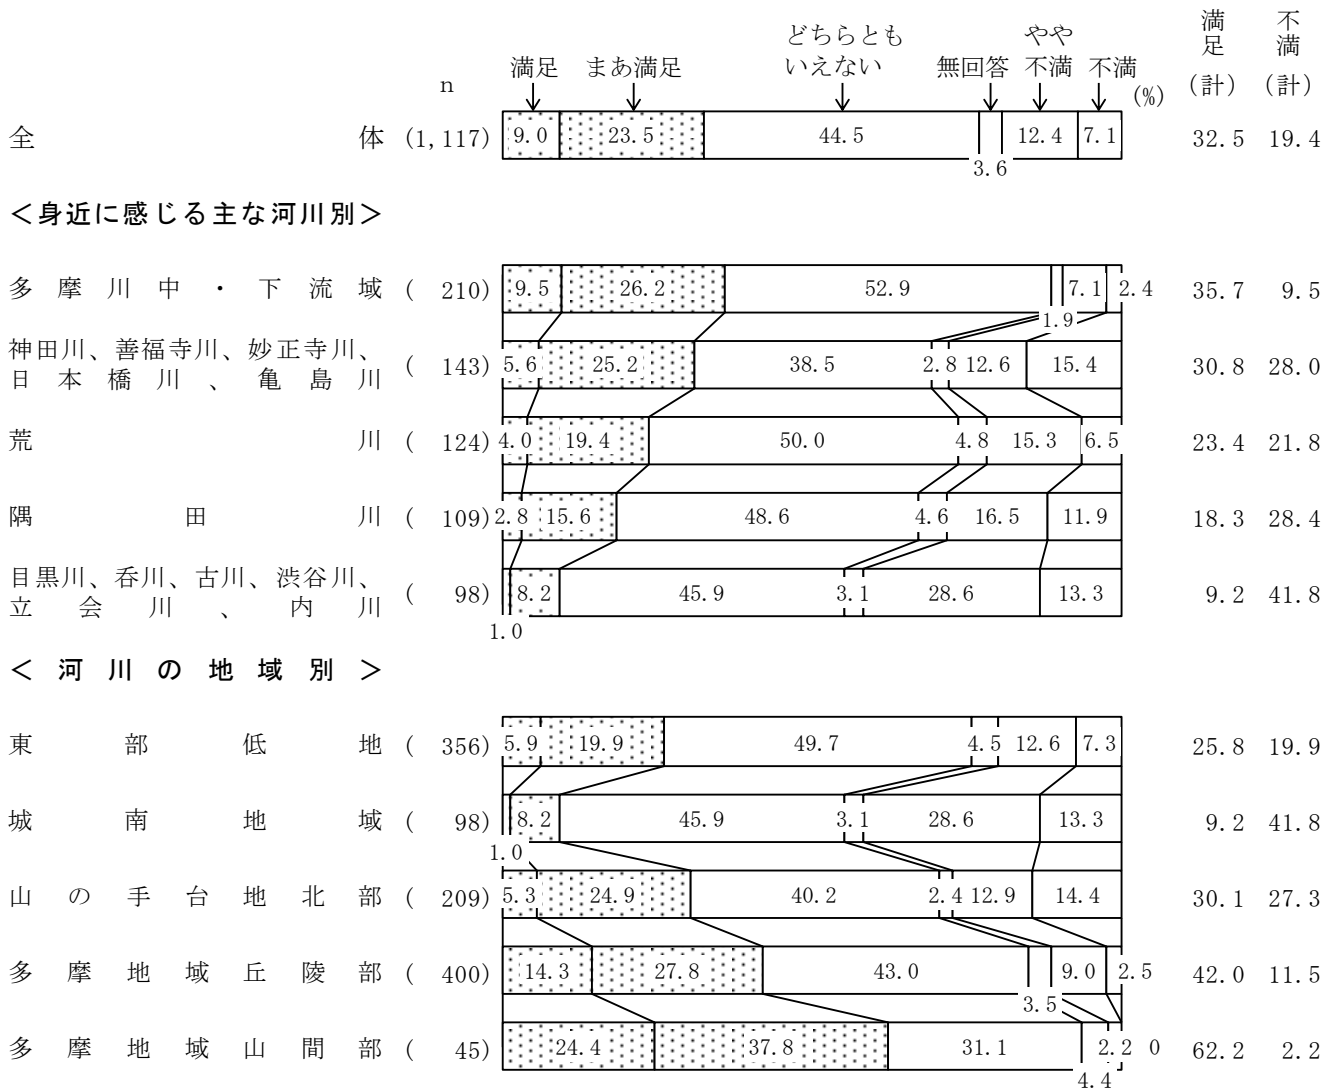 満足 不満
どちらとも やや
満足 まあ満足 いえない 無回答 不満 不満
n (%) (計) (計)
全体 (1,117) 9.0 23.5 44.5 3.6 12.4 7.1 32.5 19.4
＜身近に感じる主な河川別＞
多摩川中・下流域 ( 210) 9.5 26.2 52.9 1.9 7.1 2.4 35.7 9.5
神田川、善福寺川、妙正寺川、
日本橋川、亀島川 ( 143) 5.6 25.2 38.5 2.8 12.6 15.4 30.8 28.0
荒川 ( 124) 4.0 19.4 50.0 4.8 15.3 6.5 23.4 21.8
隅田川 ( 109) 2.8 15.6 48.6 4.6 16.5 11.9 18.3 28.4
目黒川、呑川、古川、渋谷川、
立会川、内川 ( 98) 1.0 8.2 45.9 3.1 28.6 13.3 9.2 41.8
＜河川の地域別＞
東部低地 ( 356) 5.9 19.9 49.7 4.5 12.6 7.3 25.8 19.9
城南地域 ( 98) 1.0 8.2 45.9 3.1 28.6 13.3 9.2 41.8
山の手台地北部 ( 209) 5.3 24.9 40.2 2.4 12.9 14.4 30.1 27.3
多摩地域丘陵部 ( 400) 14.3 27.8 43.0 3.5 9.0 2.5 42.0 11.5
多摩地域山間部 ( 45) 24.4 37.8 31.1 4.4 2.2 0 62.2 2.2